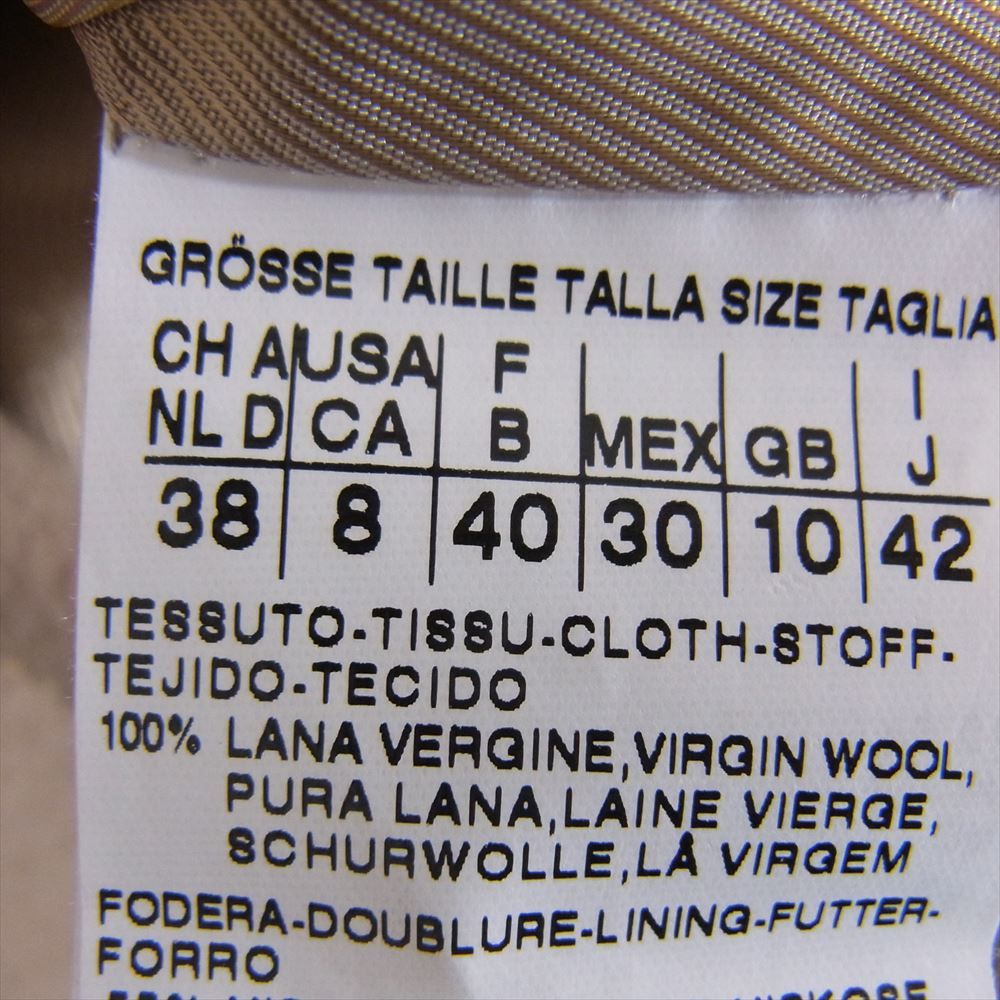 GRÖSSE TAILLE TALLA SIZE TAGLIA
CH A USA F MEX GB I
NL D CA B J
38 8 40 30 10 42
TESSUTO-TISSU-CLOTH-STOFF-
TEJIDO-TECIDO
100% LANA VERGINE,VIRGIN WOOL,
PURA LANA,LAINE VIERGE,
SCHURWOLLE,LÅ VIRGEM
FODERA-DOUBLURE-LINING-FUTTER-
FORRO